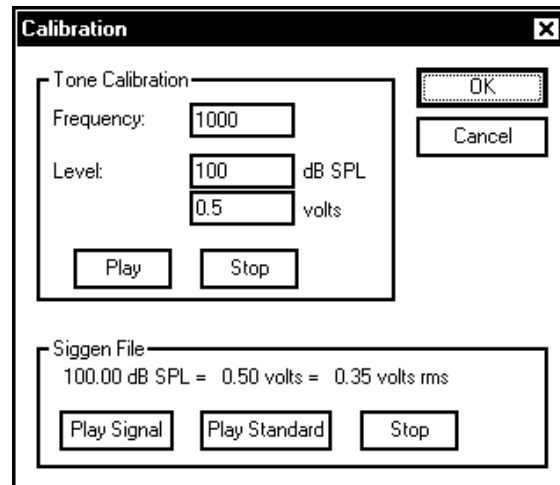 Calibration
Tone Calibration
OK
Frequency: 1000
Cancel
Level: 100 dB SPL
0.5 volts
Play Stop
Siggen File
100.00 dB SPL = 0.50 volts = 0.35 volts rms
Play Signal Play Standard Stop